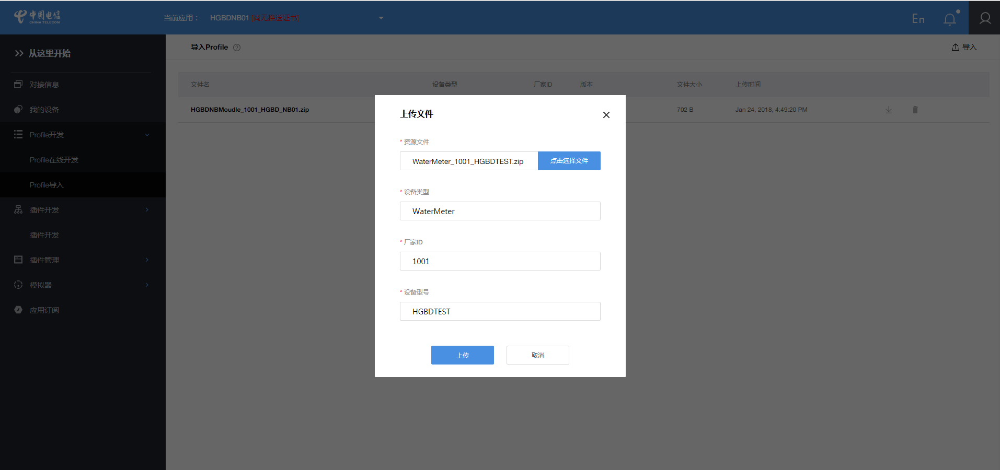 中国电信
CHINA TELECOM
当前应用： HGBDNB01 [尚无推送证书]
En
从这里开始
对接信息
我的设备
Profile开发
Profile在线开发
Profile导入
插件开发
插件开发
插件管理
模拟器
应用订阅
导入Profile
导入
文件名 设备类型 厂家ID 版本 文件大小 上传时间
HGBDNBMoudle_1001_HGBD_NB01.zip 702 B Jan 24, 2018, 4:49:20 PM
上传文件
* 资源文件
WaterMeter_1001_HGBDTEST.zip 点击选择文件
* 设备类型
WaterMeter
* 厂家ID
1001
* 设备型号
HGBDTEST
上传 取消